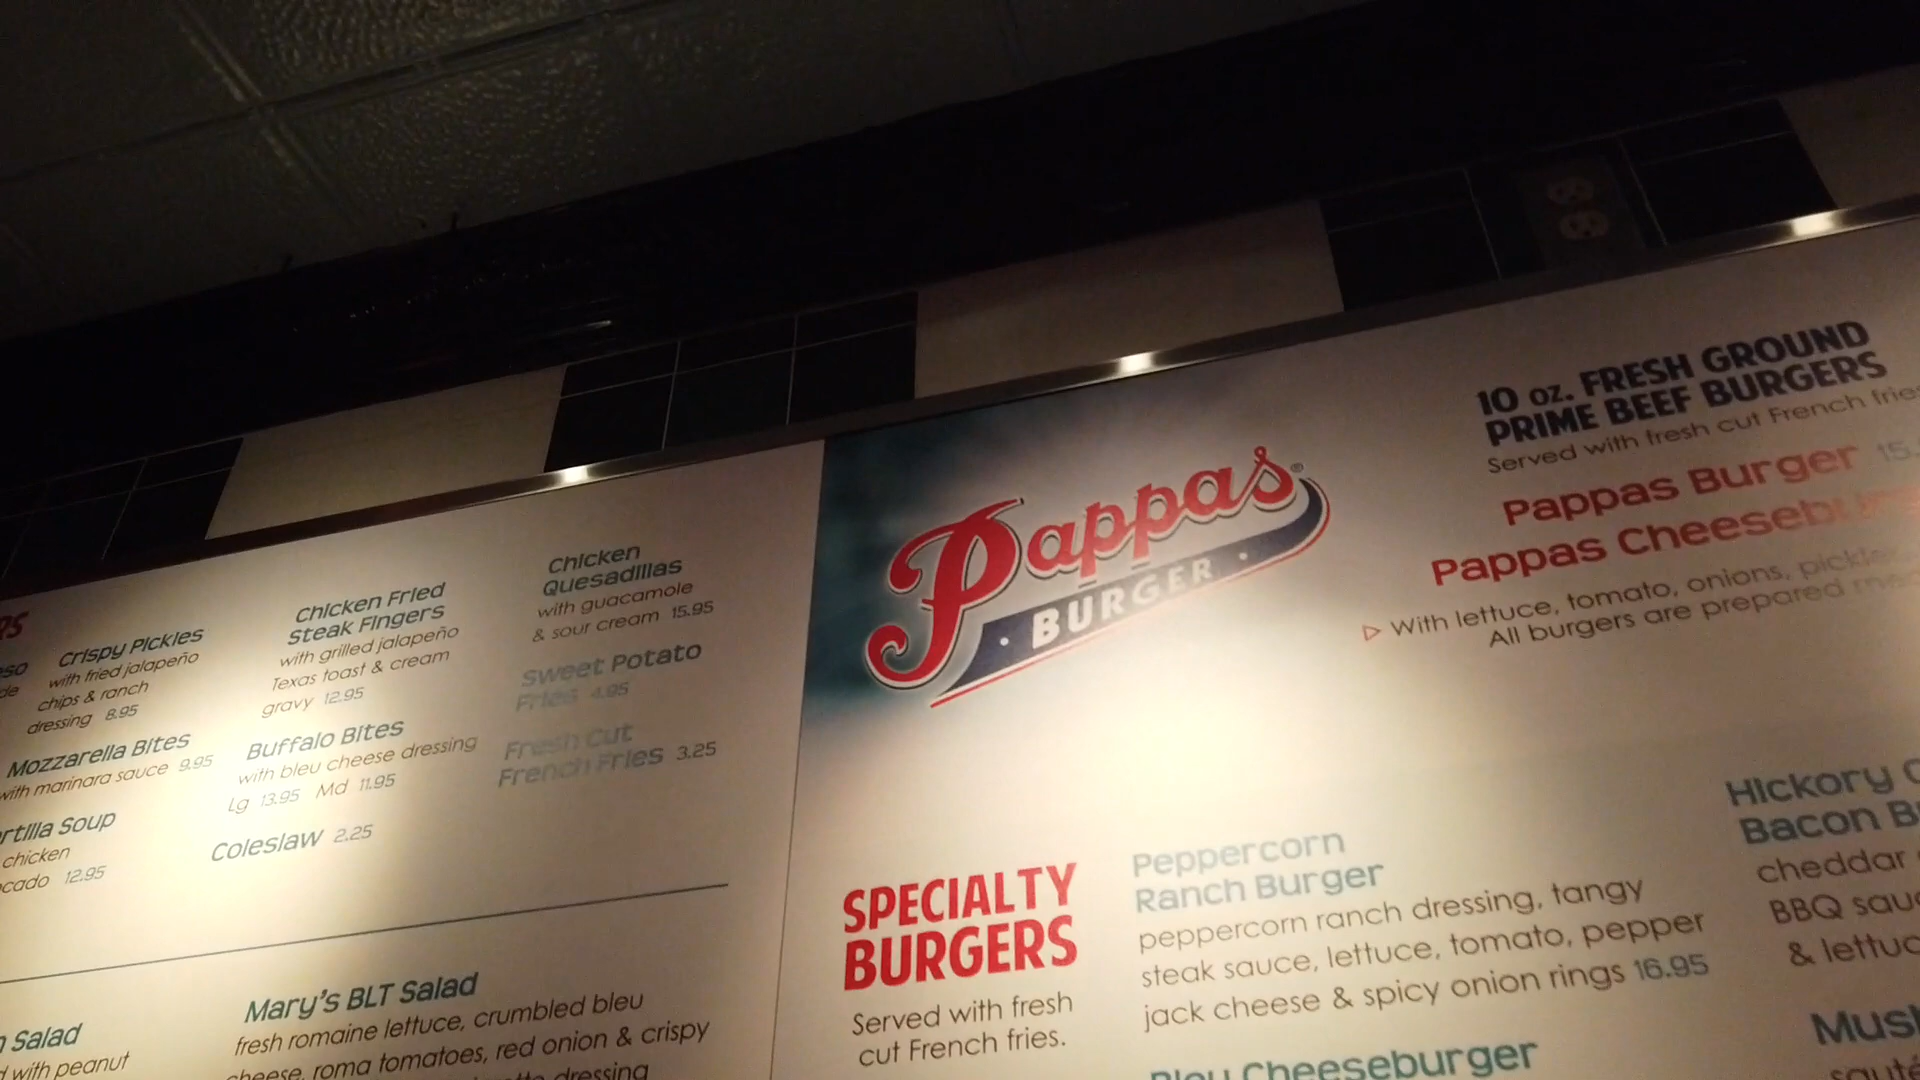 Crispy Pickles
with fried jalapeño
chips & ranch
dressing 8.95
Mozzarella Bites
with marinara sauce 9.95
Soup
chicken
12.95
Chicken Fried
Steak Fingers
with grilled jalapeño
Texas toast & cream
gravy 12.95
Buffalo Bites
with bleu cheese dressing
Lg 13.95 Md 11.95
Coleslaw 2.25
Chicken
Quesadillas
with guacamole
& sour cream 15.95
Sweet Potato
Fries 4.95
Fresh Cut
French Fries 3.25
Salad
with peanut
Mary's BLT Salad
fresh romaine lettuce, crumbled bleu
cheese, roma tomatoes, red onion & crispy
dressing
Pappas®
· BURGER ·
10 oz. FRESH GROUND
PRIME BEEF BURGERS
Served with fresh cut French fries
Pappas Burger 15.
Pappas
▷ With lettuce, tomato, onions,
All burgers are prepared
SPECIALTY
BURGERS
Served with fresh
cut French fries.
Peppercorn
Ranch Burger
peppercorn ranch dressing, tangy
steak sauce, lettuce, tomato, pepper
jack cheese & spicy onion rings 16.95
Bleu Cheeseburger
Hickory
Bacon
cheddar
BBQ
&